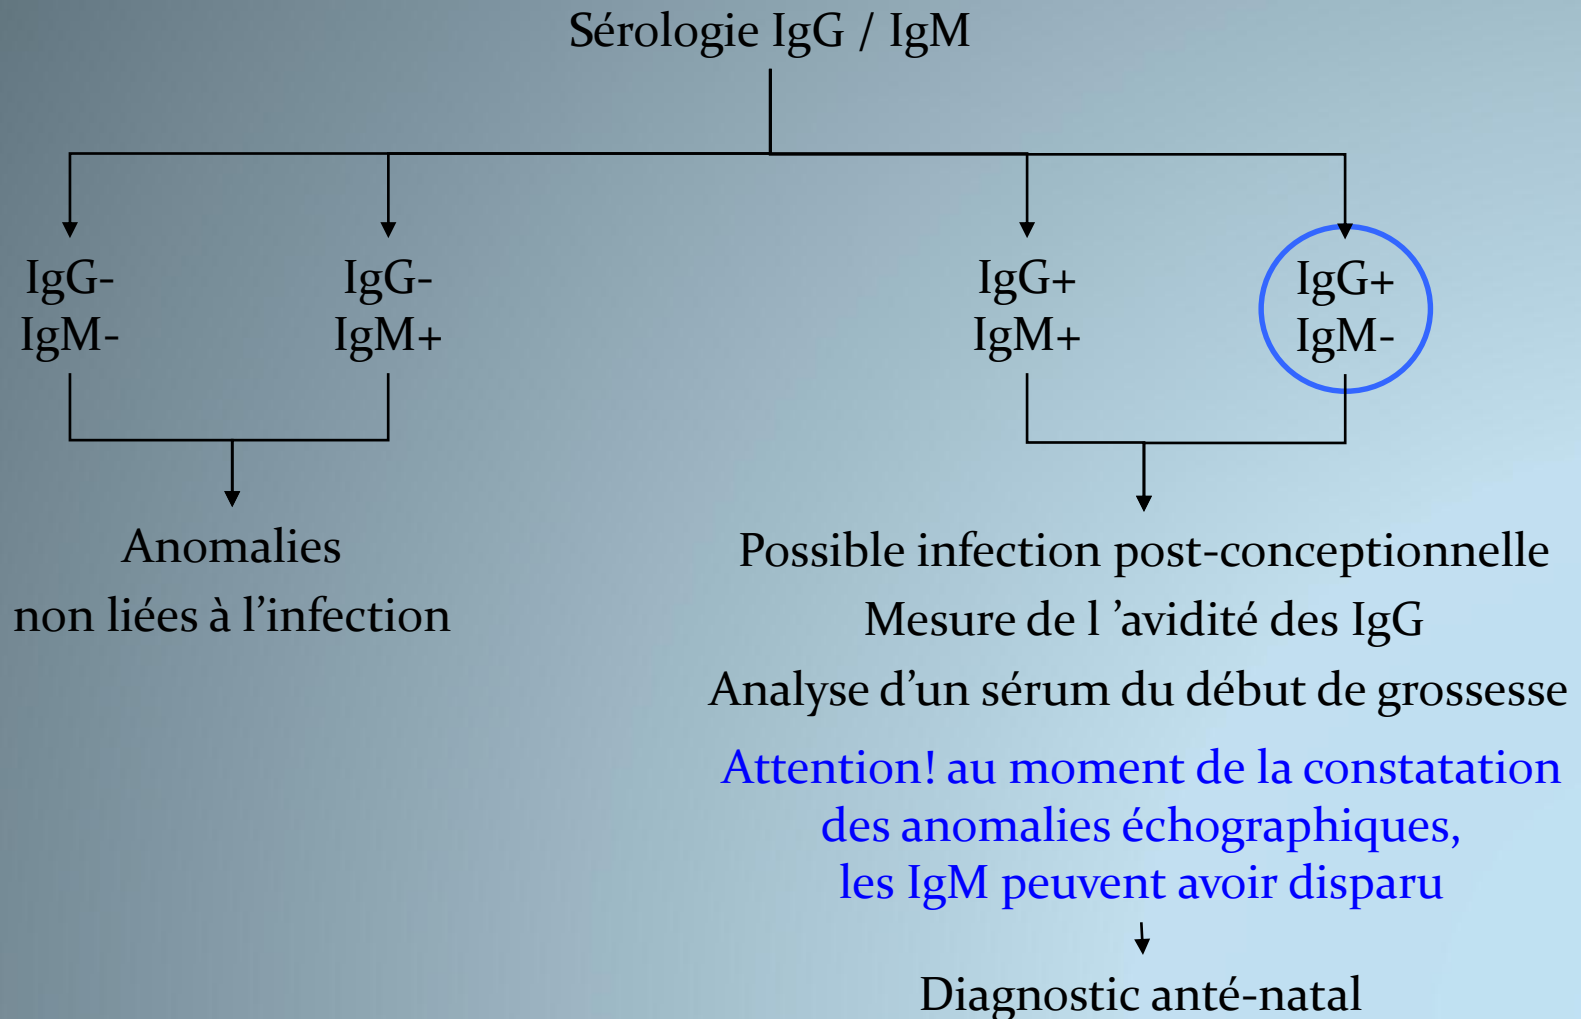 Sérologie IgG / IgM
IgG-
IgM-
IgG-
IgM+
IgG+
IgM+
IgG+
IgM-
Anomalies
non liées à l'infection
Possible infection post-conceptionnelle
Mesure de l 'avidité des IgG
Analyse d'un sérum du début de grossesse
Attention! au moment de la constatation
des anomalies échographiques,
les IgM peuvent avoir disparu
Diagnostic anté-natal